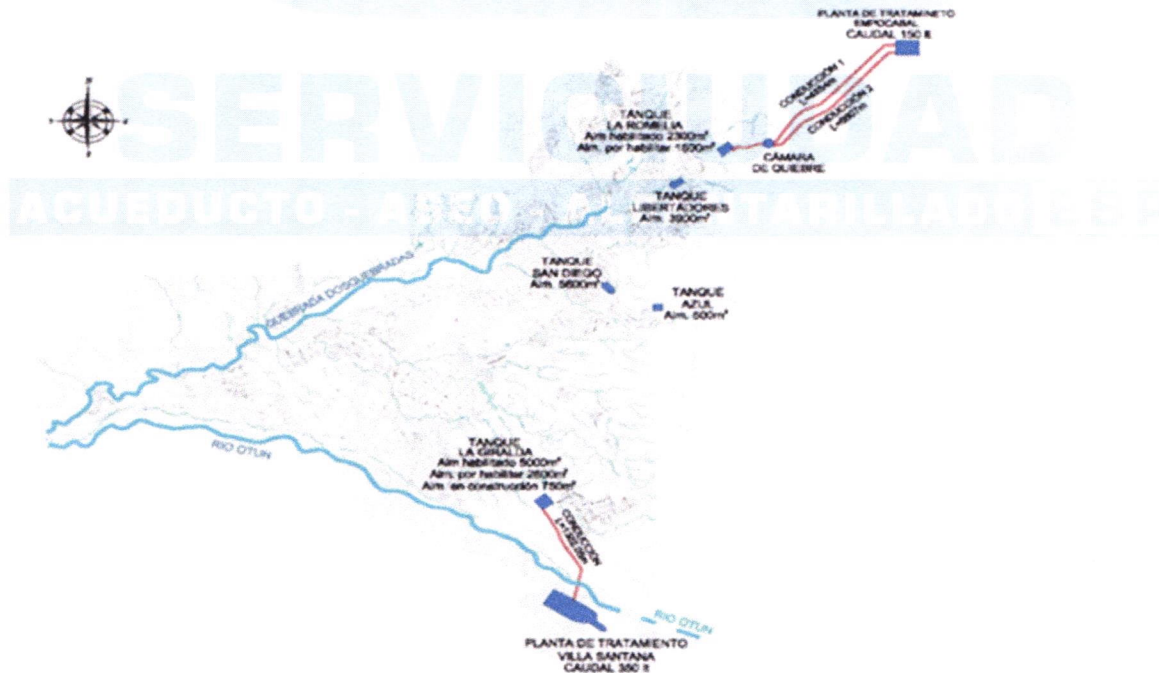 PLANTA DE TRATAMINETO
EMPOCABAL
CAUDAL 150 lt
SERVICIUDAD
CONDUCCIÓN 1
CONDUCCIÓN 2
TANQUE
LA ROMELIA
Alm habilitado 2300m³
Alm. por habilitar 1600m³
CÁMARA
DE QUIEBRE
ACUEDUCTO - ASEO - ALCANTARILLADO
TANQUE
LIBERTADORES
Alm. 3900m³
QUEBRADA DOSQUEBRADAS
TANQUE
SAN DIEGO
Alm. 5600m³
TANQUE
AZUL
Alm. 500m³
RIO OTUN
TANQUE
LA GIRALDA
Alm habilitado 5000m³
Alm. por habilitar 2600m³
Alm. en construcción 750m³
CONDUCCIÓN
RIO OTUN
PLANTA DE TRATAMIENTO
VILLA SANTANA
CAUDAL 350 lt